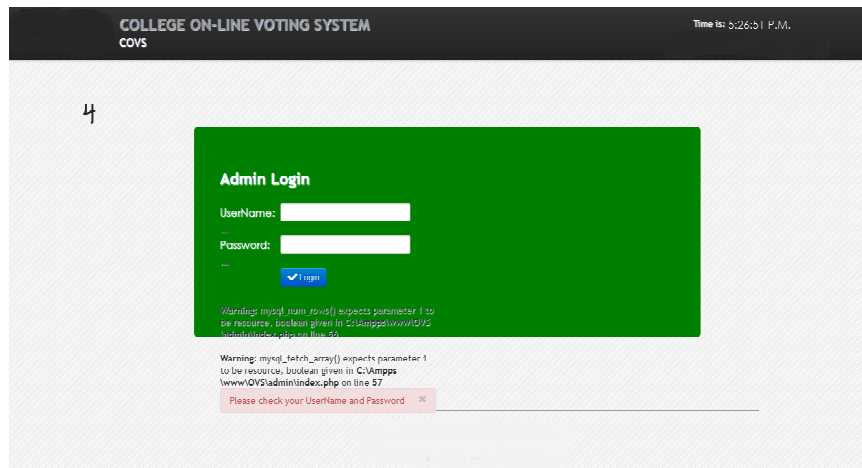 COLLEGE ON-LINE VOTING SYSTEM
COVS
Time is: 5:26:51 P.M.
4
Admin Login
UserName:
...
Password:
...
Login
Warning: mysql_num_rows() expects parameter 1 to
be resource, boolean given in C:\Ampps\www\OVS
\admin\index.php on line 56
Warning: mysql_fetch_array() expects parameter 1
to be resource, boolean given in C:\Ampps
\www\OVS\admin\index.php on line 57
Please check your UserName and Password ×